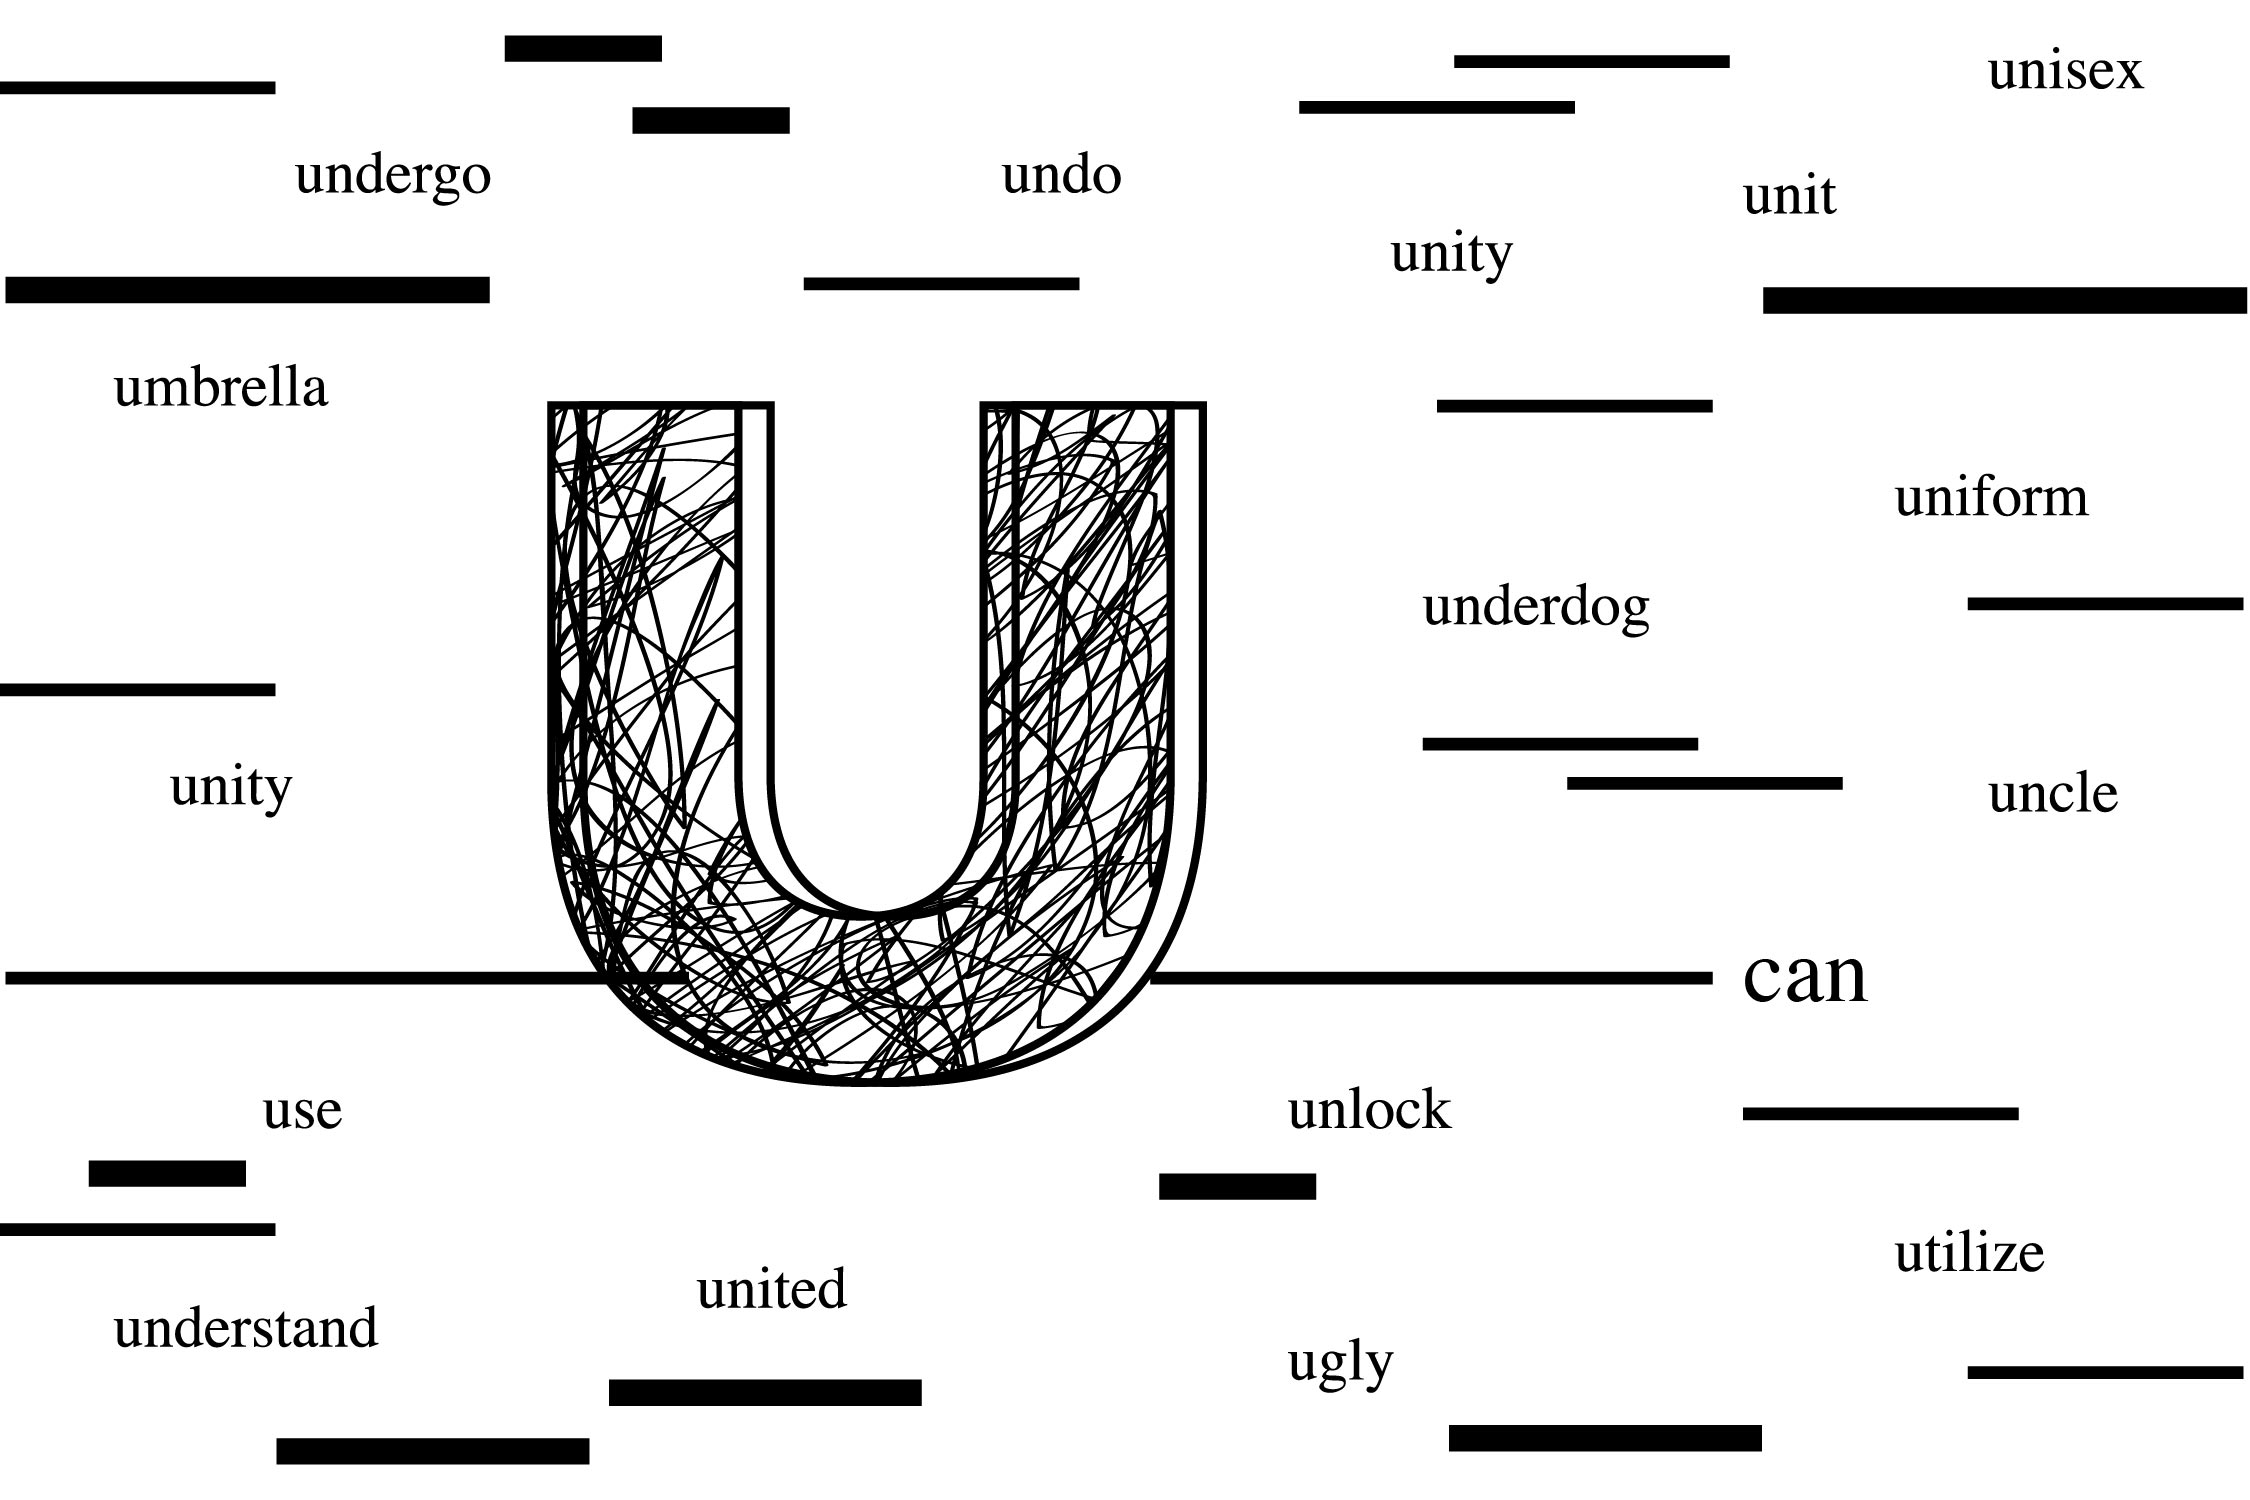 unisex
undergo
undo
unit
unity
umbrella
uniform
underdog
unity
uncle
U
can
use
unlock
utilize
united
understand
ugly